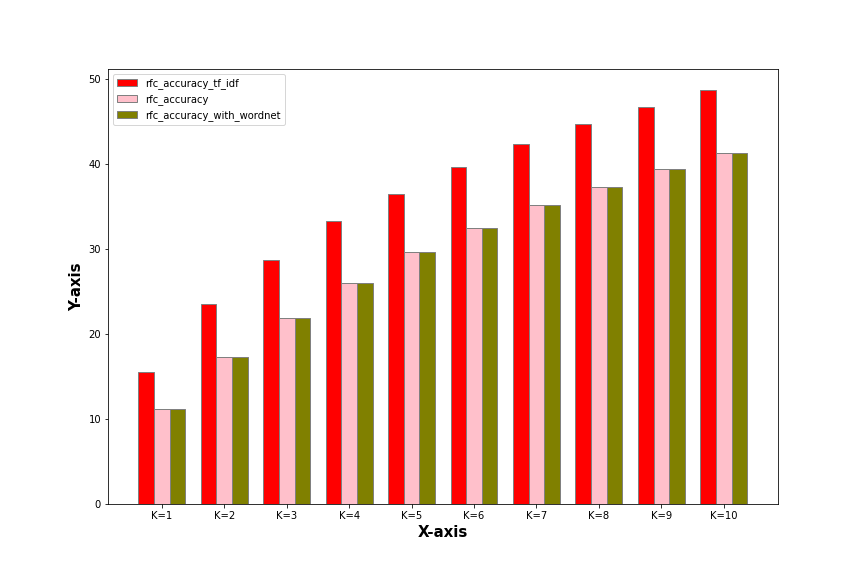 rfc_accuracy_tf_idf
rfc_accuracy
rfc_accuracy_with_wordnet
50
40
30
20
10
0
Y-axis
K=1 K=2 K=3 K=4 K=5 K=6 K=7 K=8 K=9 K=10
X-axis